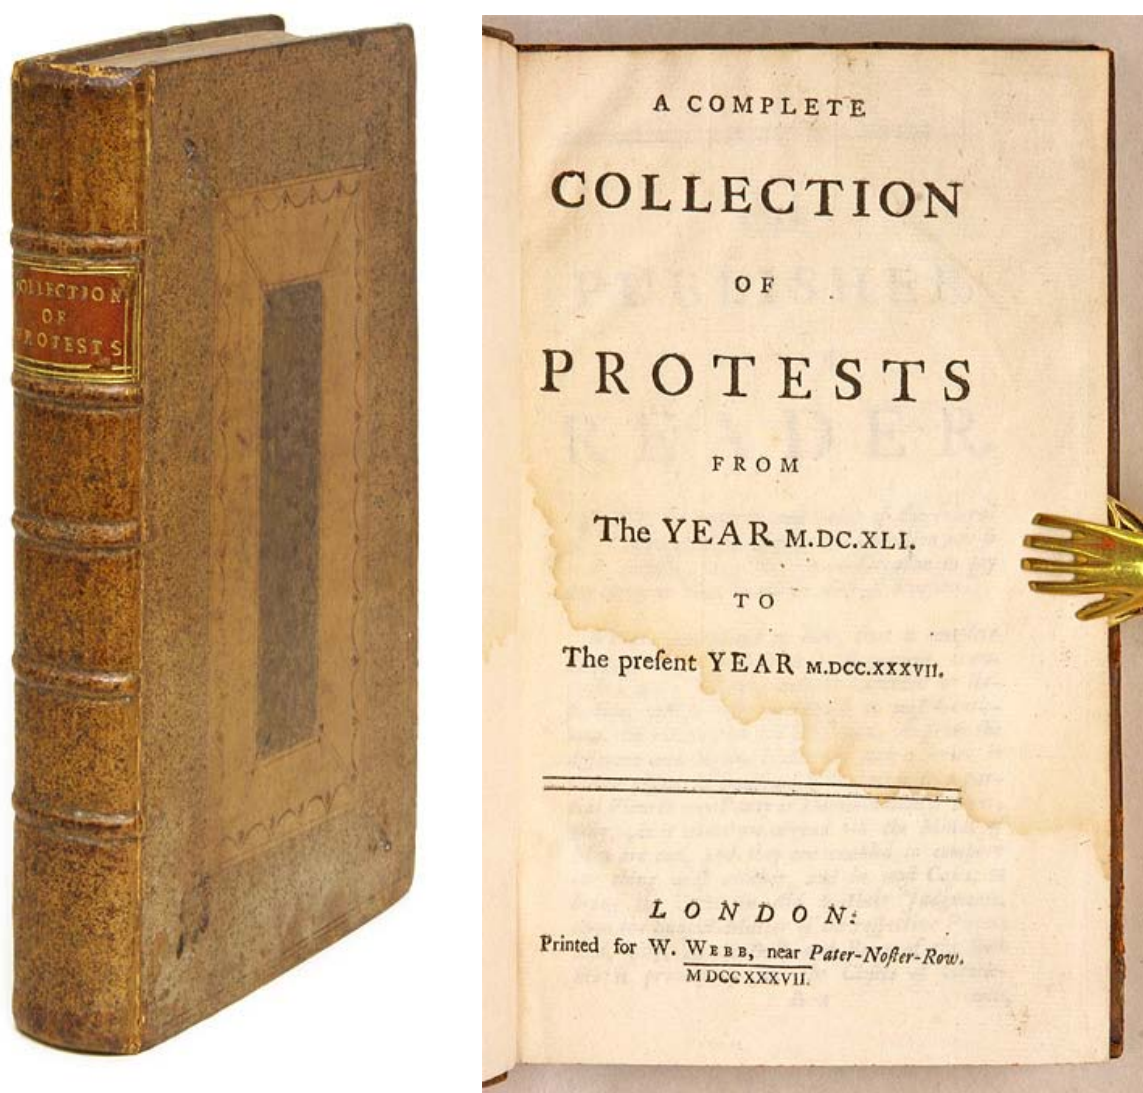 COLLECTION
OF
PROTESTS
A COMPLETE
COLLECTION
OF
PROTESTS
FROM
The YEAR M.DC.XLI.
TO
The preſent YEAR M.DCC.XXXVII.
LONDON:
Printed for W. WEBB, near Pater-Noſter-Row.
MDCCXXXVII.